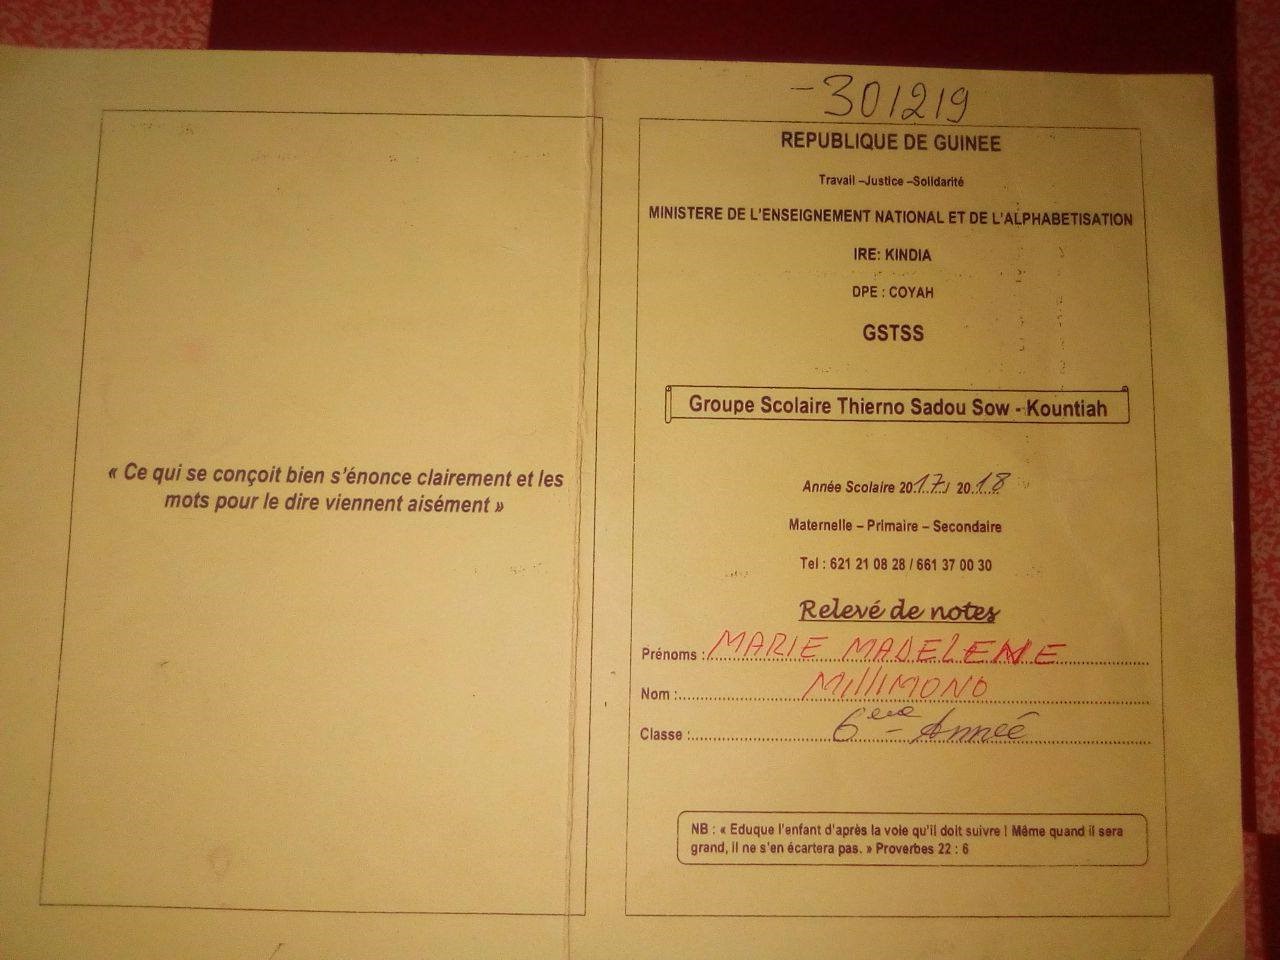 « Ce qui se conçoit bien s'énonce clairement et les
mots pour le dire viennent aisément »
-301219
REPUBLIQUE DE GUINEE
Travail –Justice –Solidarité
MINISTERE DE L'ENSEIGNEMENT NATIONAL ET DE L'ALPHABETISATION
IRE: KINDIA
DPE : COYAH
GSTSS
Groupe Scolaire Thierno Sadou Sow - Kountiah
Année Scolaire 2017/ 2018
Maternelle – Primaire – Secondaire
Tel : 621 21 08 28 / 661 37 00 30
Relevé de notes
Prénoms : MARIE MADELENE
Nom : MILLIMONO
Classe : 6ème Année
NB : « Eduque l'enfant d'après la voie qu'il doit suivre ! Même quand il sera
grand, il ne s'en écartera pas. » Proverbes 22 : 6